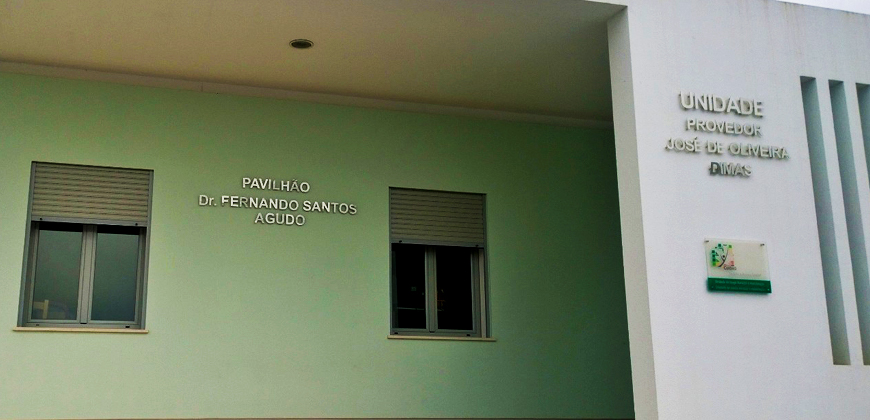 PAVILHÃO
Dr. FERNANDO SANTOS
AGUDO
UNIDADE
PROVEDOR
JOSÉ DE OLIVEIRA
DIMAS